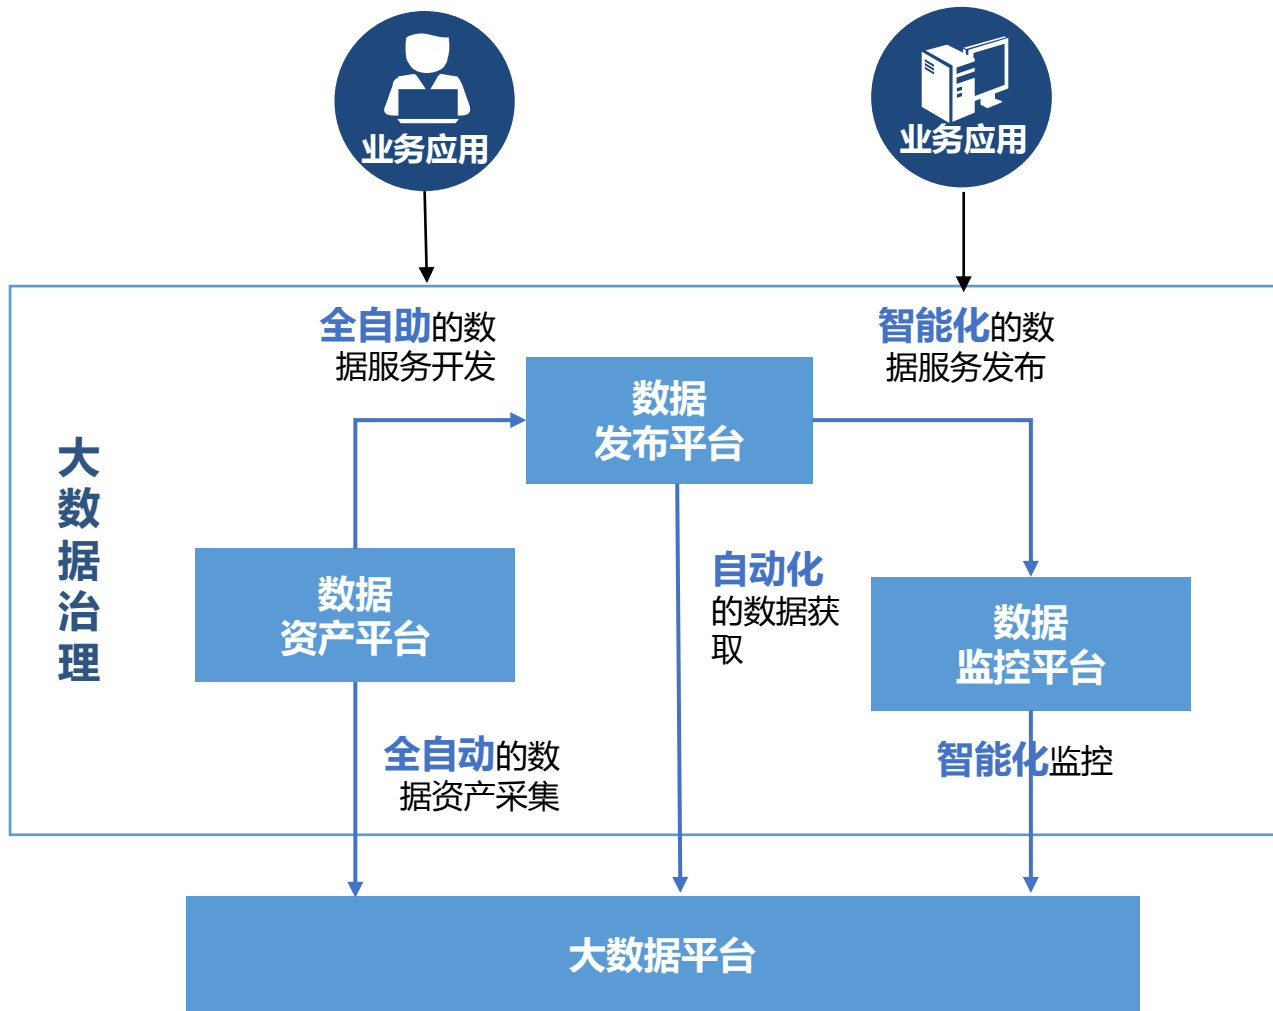 业务应用
业务应用
全自助的数
据服务开发
智能化的数
据服务发布
数据
发布平台
大
数
据
治
理
数据
资产平台
自动化
的数据获
取
数据
监控平台
全自动的数
据资产采集
智能化监控
大数据平台